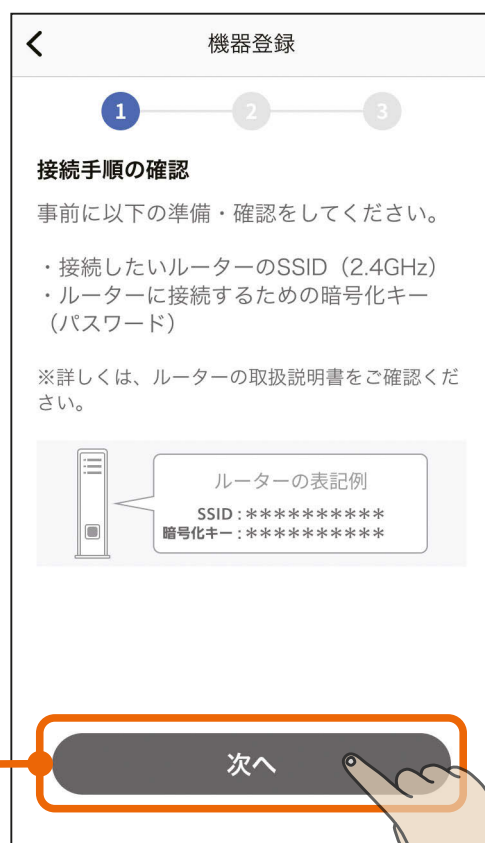 機器登録
1 2 3
接続手順の確認
事前に以下の準備・確認をしてください。
・接続したいルーターのSSID（2.4GHz）
・ルーターに接続するための暗号化キー
（パスワード）
※詳しくは、ルーターの取扱説明書をご確認くだ
さい。
ルーターの表記例
SSID：**********
暗号化キー：**********
次へ